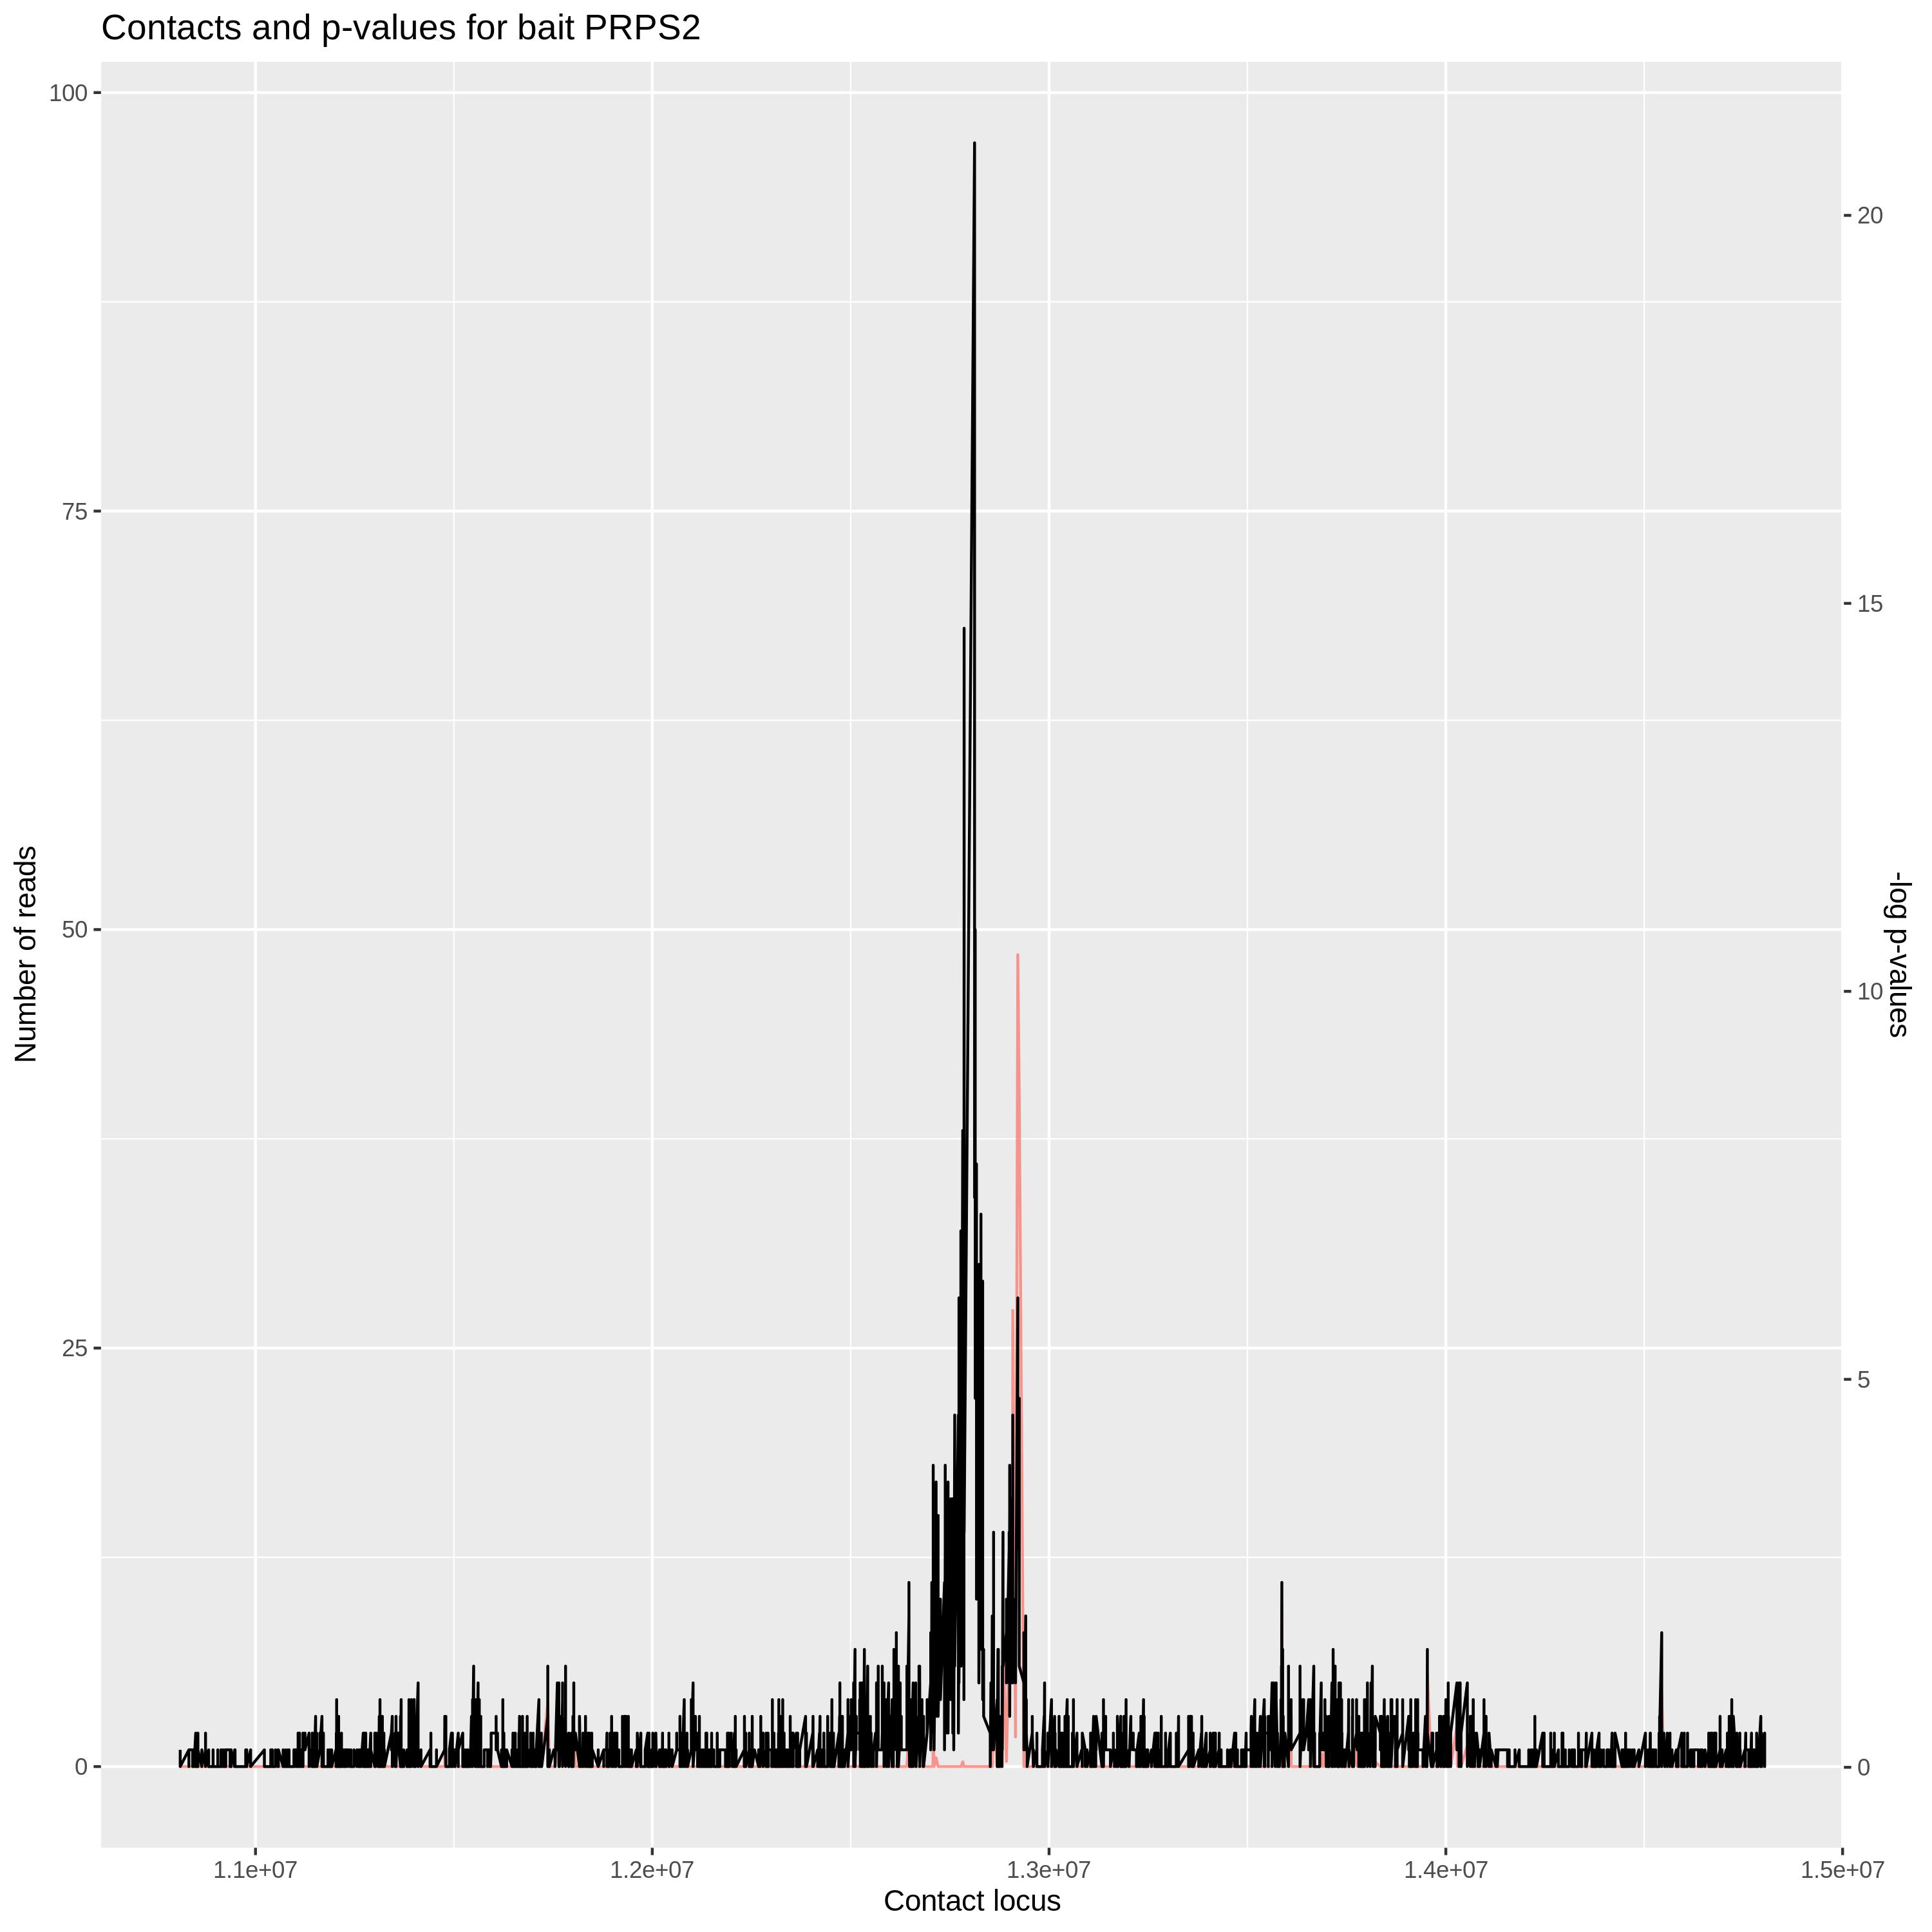 Contacts and p-values for bait PRPS2
100
75
50
25
0
Number of reads
20
15
10
5
0
-log p-values
1.1e+07
1.2e+07
1.3e+07
1.4e+07
1.5e+07
Contact locus